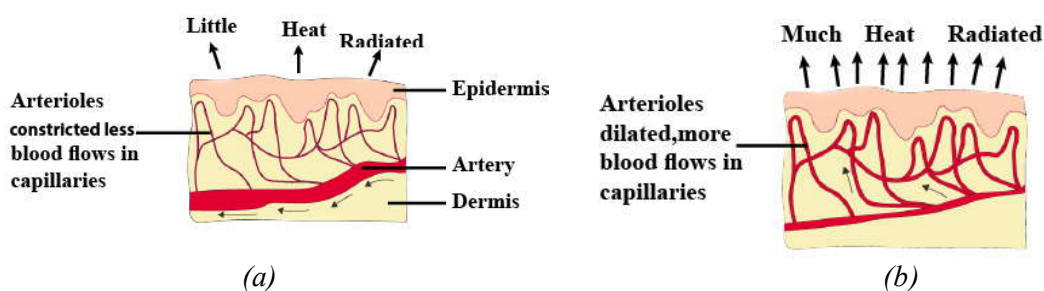 Little Heat Radiated
Arterioles
constricted less
blood flows in
capillaries
Epidermis
Artery
Dermis
(a)
Much Heat Radiated
Arterioles
dilated,more
blood flows in
capillaries
(b)